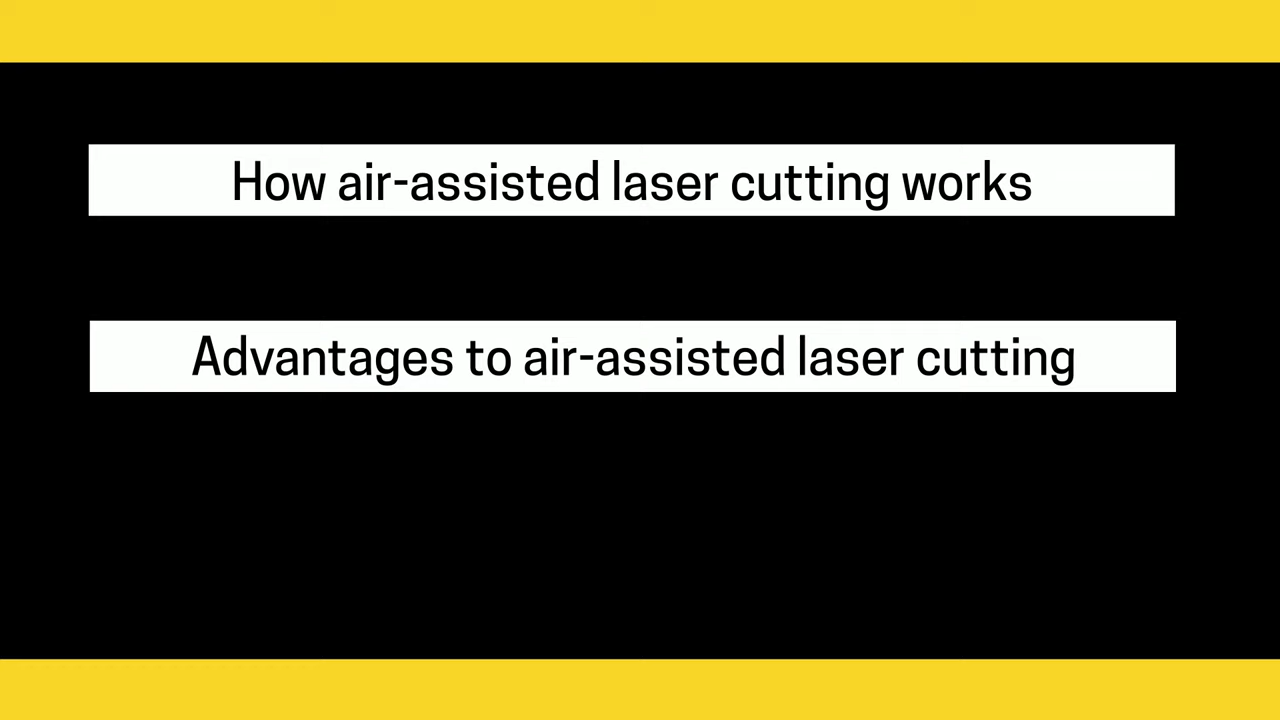 How air-assisted laser cutting works
Advantages to air-assisted laser cutting